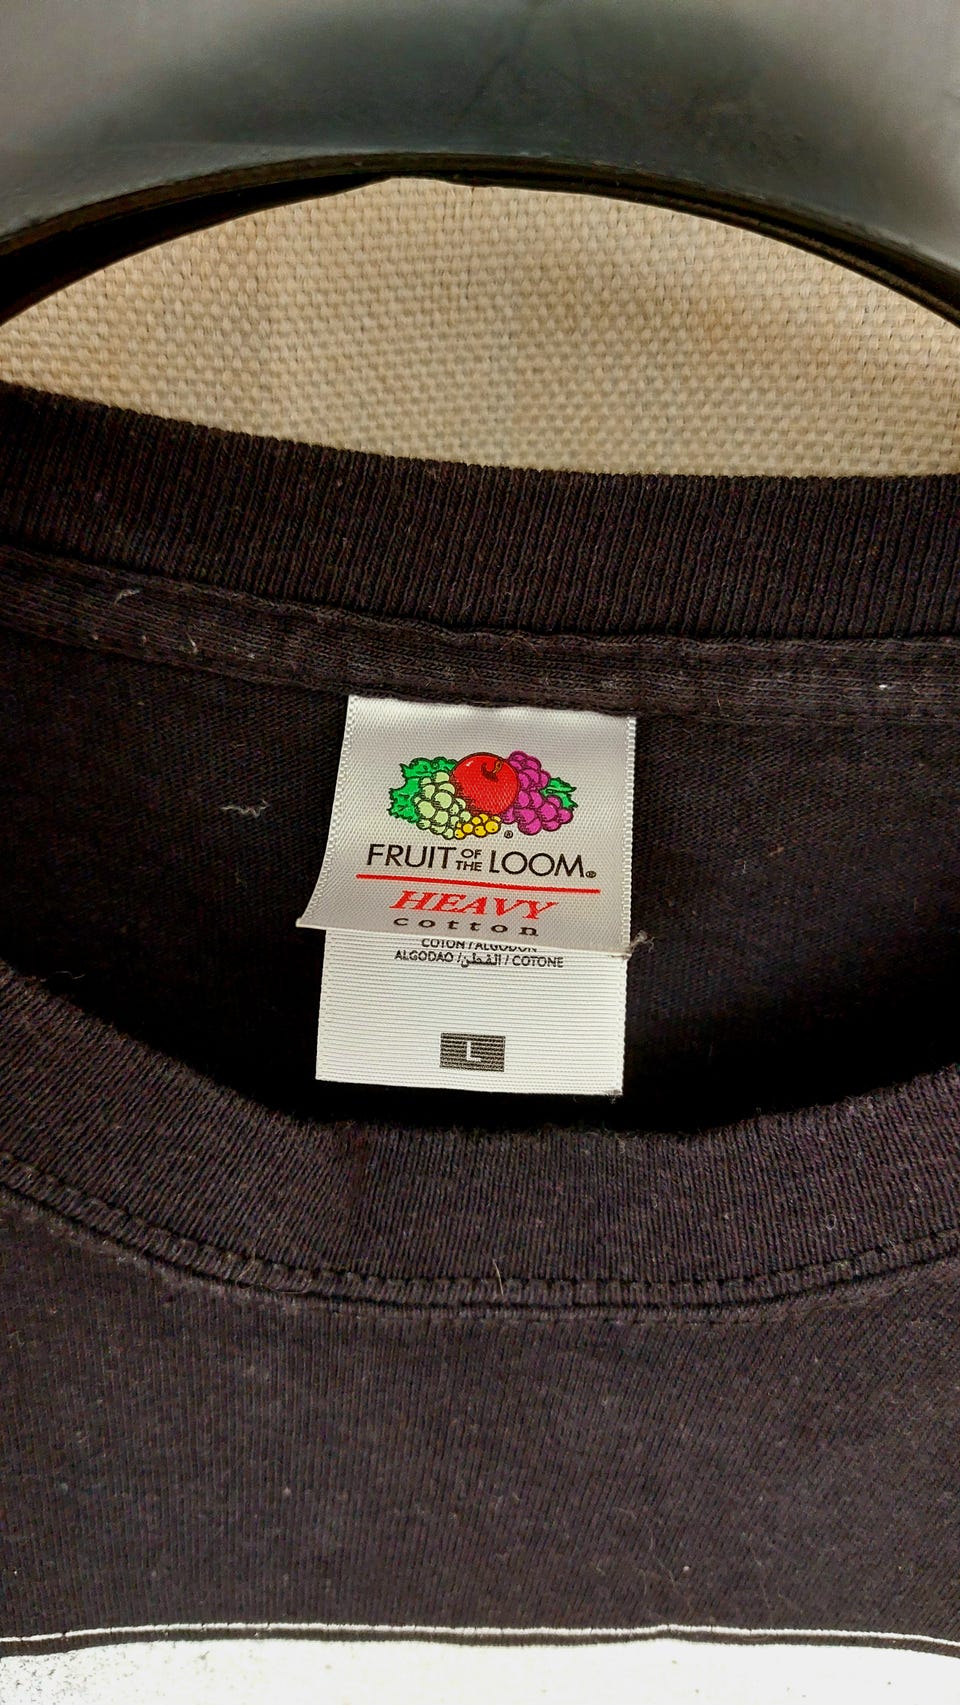 FRUIT OF THE LOOM®
HEAVY
cotton
COTON / ALGODON
ALGODAO / القطن / COTONE
L